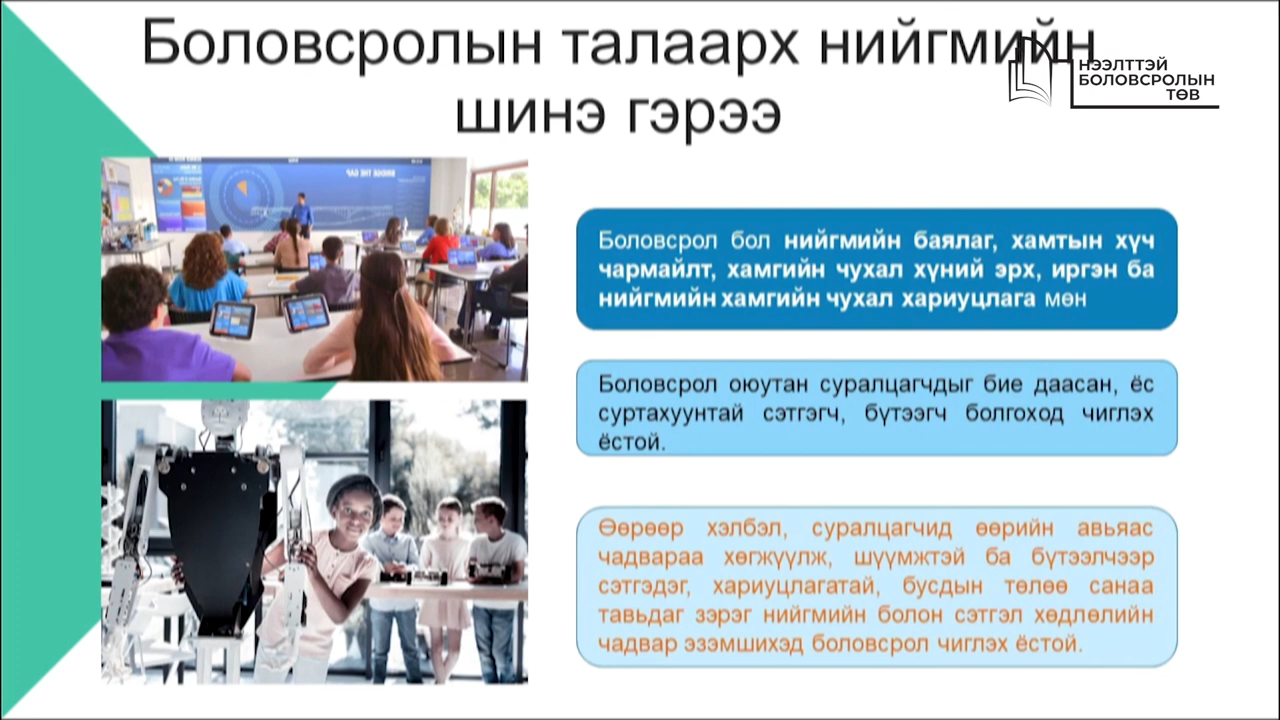 Боловсролын талаарх нийгмийн
шинэ гэрээ
НЭЭЛТТЭЙ
БОЛОВСРОЛЫН
ТӨВ
BRIDGE THE GAP
Боловсрол бол нийгмийн баялаг, хамтын хүч
чармайлт, хамгийн чухал хүний эрх, иргэн ба
нийгмийн хамгийн чухал хариуцлага мөн
Боловсрол оюутан суралцагчдыг бие даасан, ёс
суртахуунтай сэтгэгч, бүтээгч болгоход чиглэх
ёстой.
Өөрөөр хэлбэл, суралцагчид өөрийн авьяас
чадвараа хөгжүүлж, шүүмжтэй ба бүтээлчээр
сэтгэдэг, хариуцлагатай, бусдын төлөө санаа
тавьдаг зэрэг нийгмийн болон сэтгэл хөдлөлийн
чадвар эзэмшихэд боловсрол чиглэх ёстой.